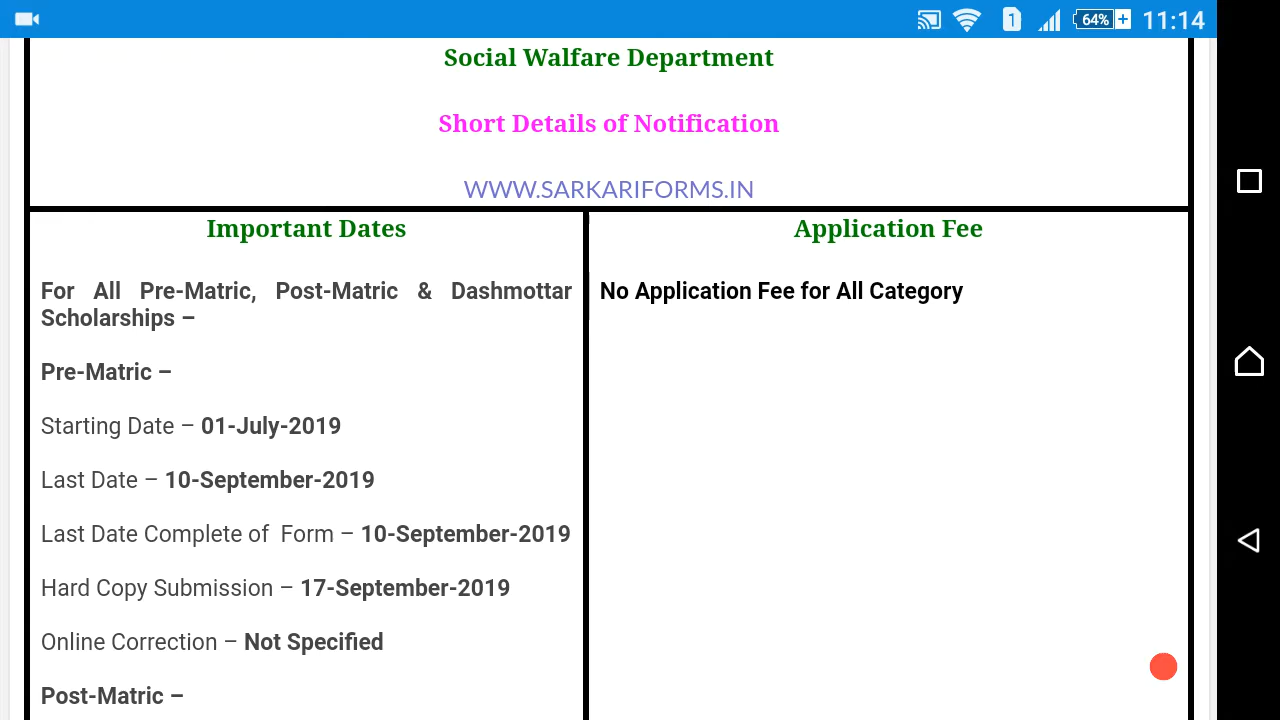 1 64% 11:14
Social Welfare Department
Short Details of Notification
WWW.SARKARIFORMS.IN
Important Dates
For All Pre-Matric, Post-Matric & Dashmottar
Scholarships –
Pre-Matric –
Starting Date – 01-July-2019
Last Date – 10-September-2019
Last Date Complete of  Form – 10-September-2019
Hard Copy Submission – 17-September-2019
Online Correction – Not Specified
Post-Matric –
Application Fee
No Application Fee for All Category